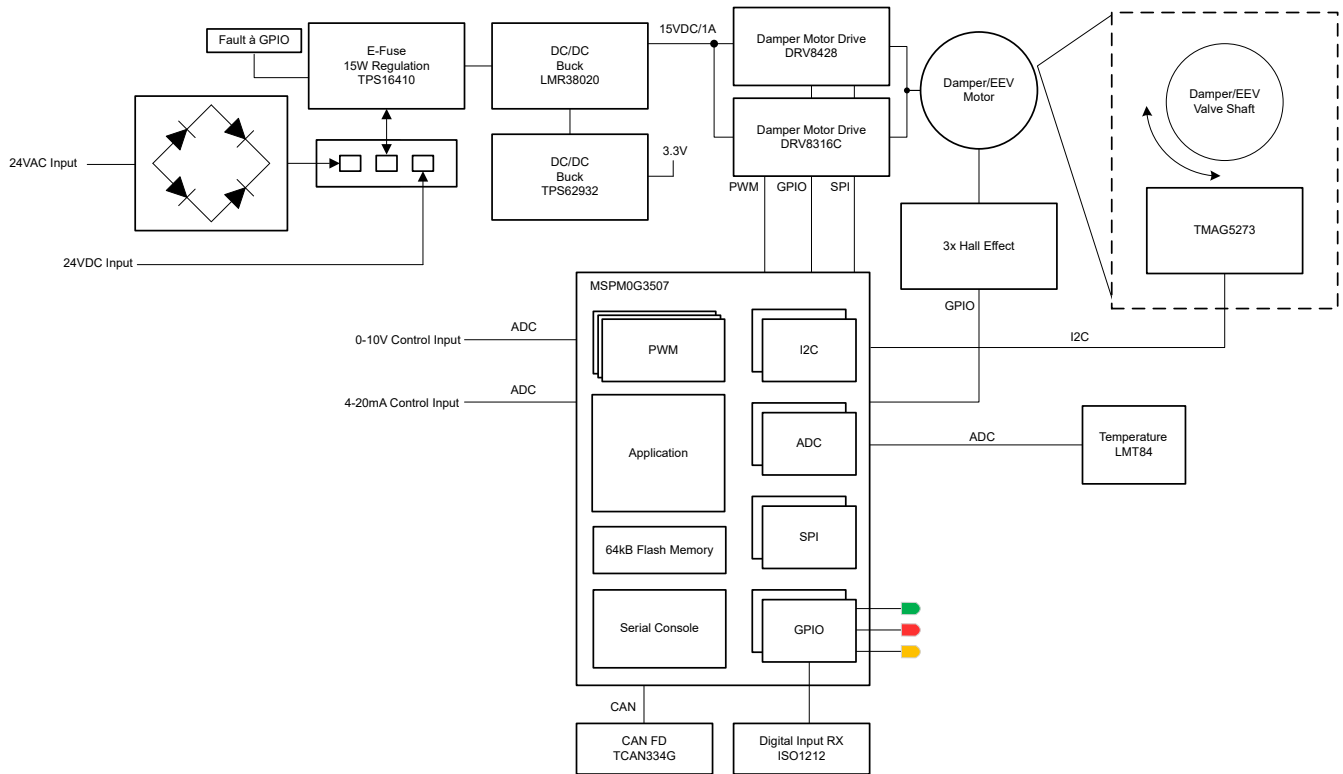 Fault à GPIO
E-Fuse
15W Regulation
TPS16410
DC/DC
Buck
LMR38020
15VDC/1A
Damper Motor Drive
DRV8428
Damper/EEV
Motor
Damper/EEV
Valve Shaft
24VAC Input
DC/DC
Buck
TPS62932
3.3V
Damper Motor Drive
DRV8316C
PWM
GPIO
SPI
3x Hall Effect
TMAG5273
24VDC Input
MSPM0G3507
GPIO
0-10V Control Input
ADC
PWM
I2C
I2C
4-20mA Control Input
ADC
Application
ADC
ADC
Temperature
LMT84
64kB Flash Memory
SPI
Serial Console
GPIO
CAN
CAN FD
TCAN334G
Digital Input RX
ISO1212